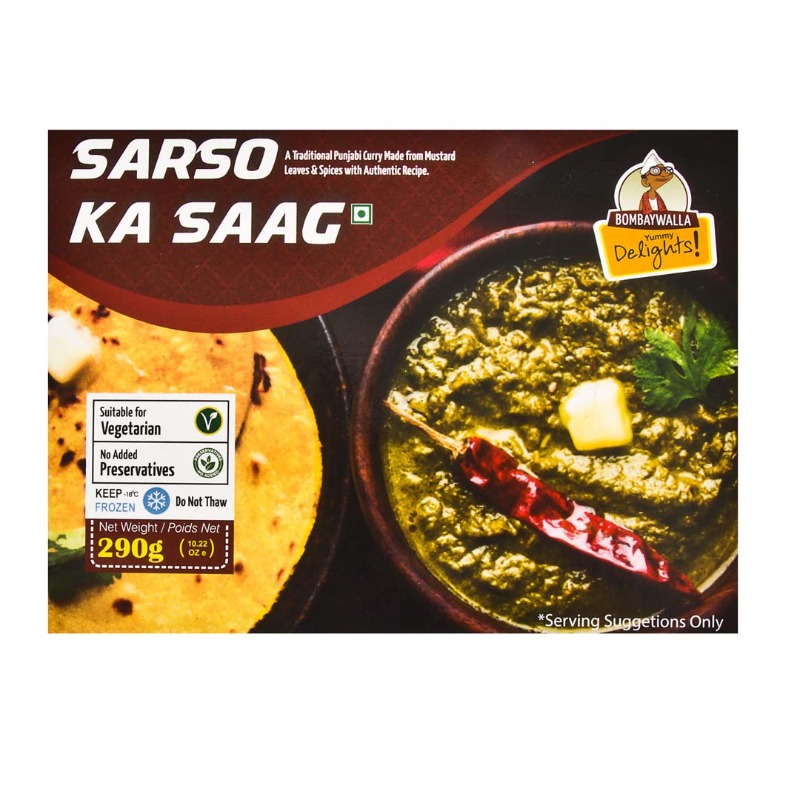 SARSO
KA SAAG
A Traditional Punjabi Curry Made from Mustard
Leaves & Spices with Authentic Recipe.
BOMBAYWALLA
Yummy
Delights!
Suitable for
Vegetarian
V
No Added
Preservatives
KEEP -18°C
FROZEN
Do Not Thaw
Net Weight / Poids Net
290g ( 10.22
OZ e )
*Serving Suggetions Only